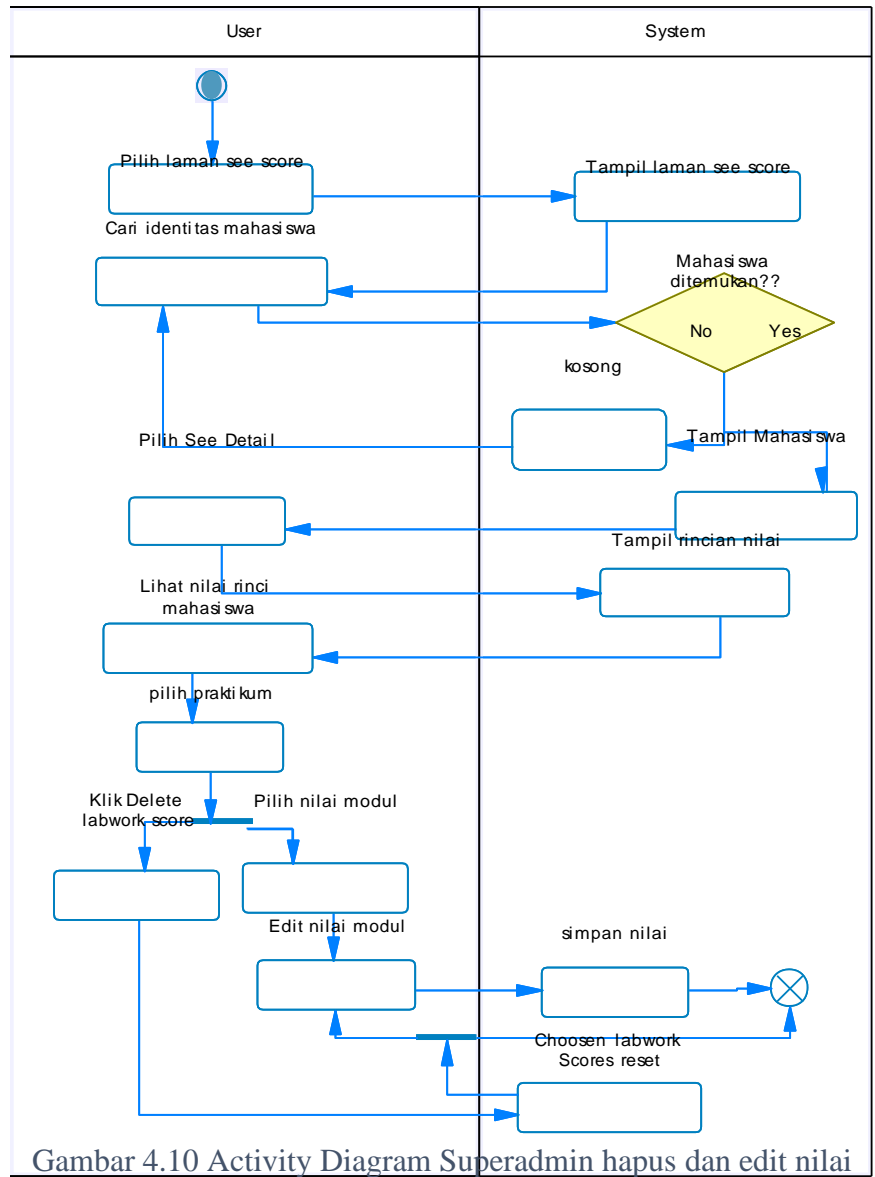 User
System
Pilih laman see score
Tampil laman see score
Cari identitas mahasiswa
Mahasiswa
ditemukan??
No
Yes
kosong
Pilih See Detail
Tampil Mahasiswa
Tampil rincian nilai
Lihat nilai rinci
mahasiswa
pilih praktikum
Klik Delete
labwork score
Pilih nilai modul
Edit nilai modul
simpan nilai
Choosen labwork
Scores reset
Gambar 4.10 Activity Diagram Superadmin hapus dan edit nilai